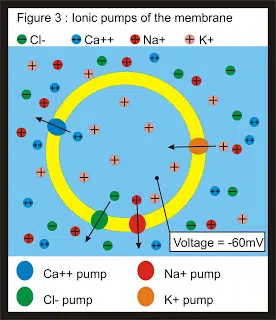 Figure 3 : Ionic pumps of the membrane
Cl- Ca++ Na+ K+
Voltage = -60mV
Ca++ pump Na+ pump
Cl- pump K+ pump